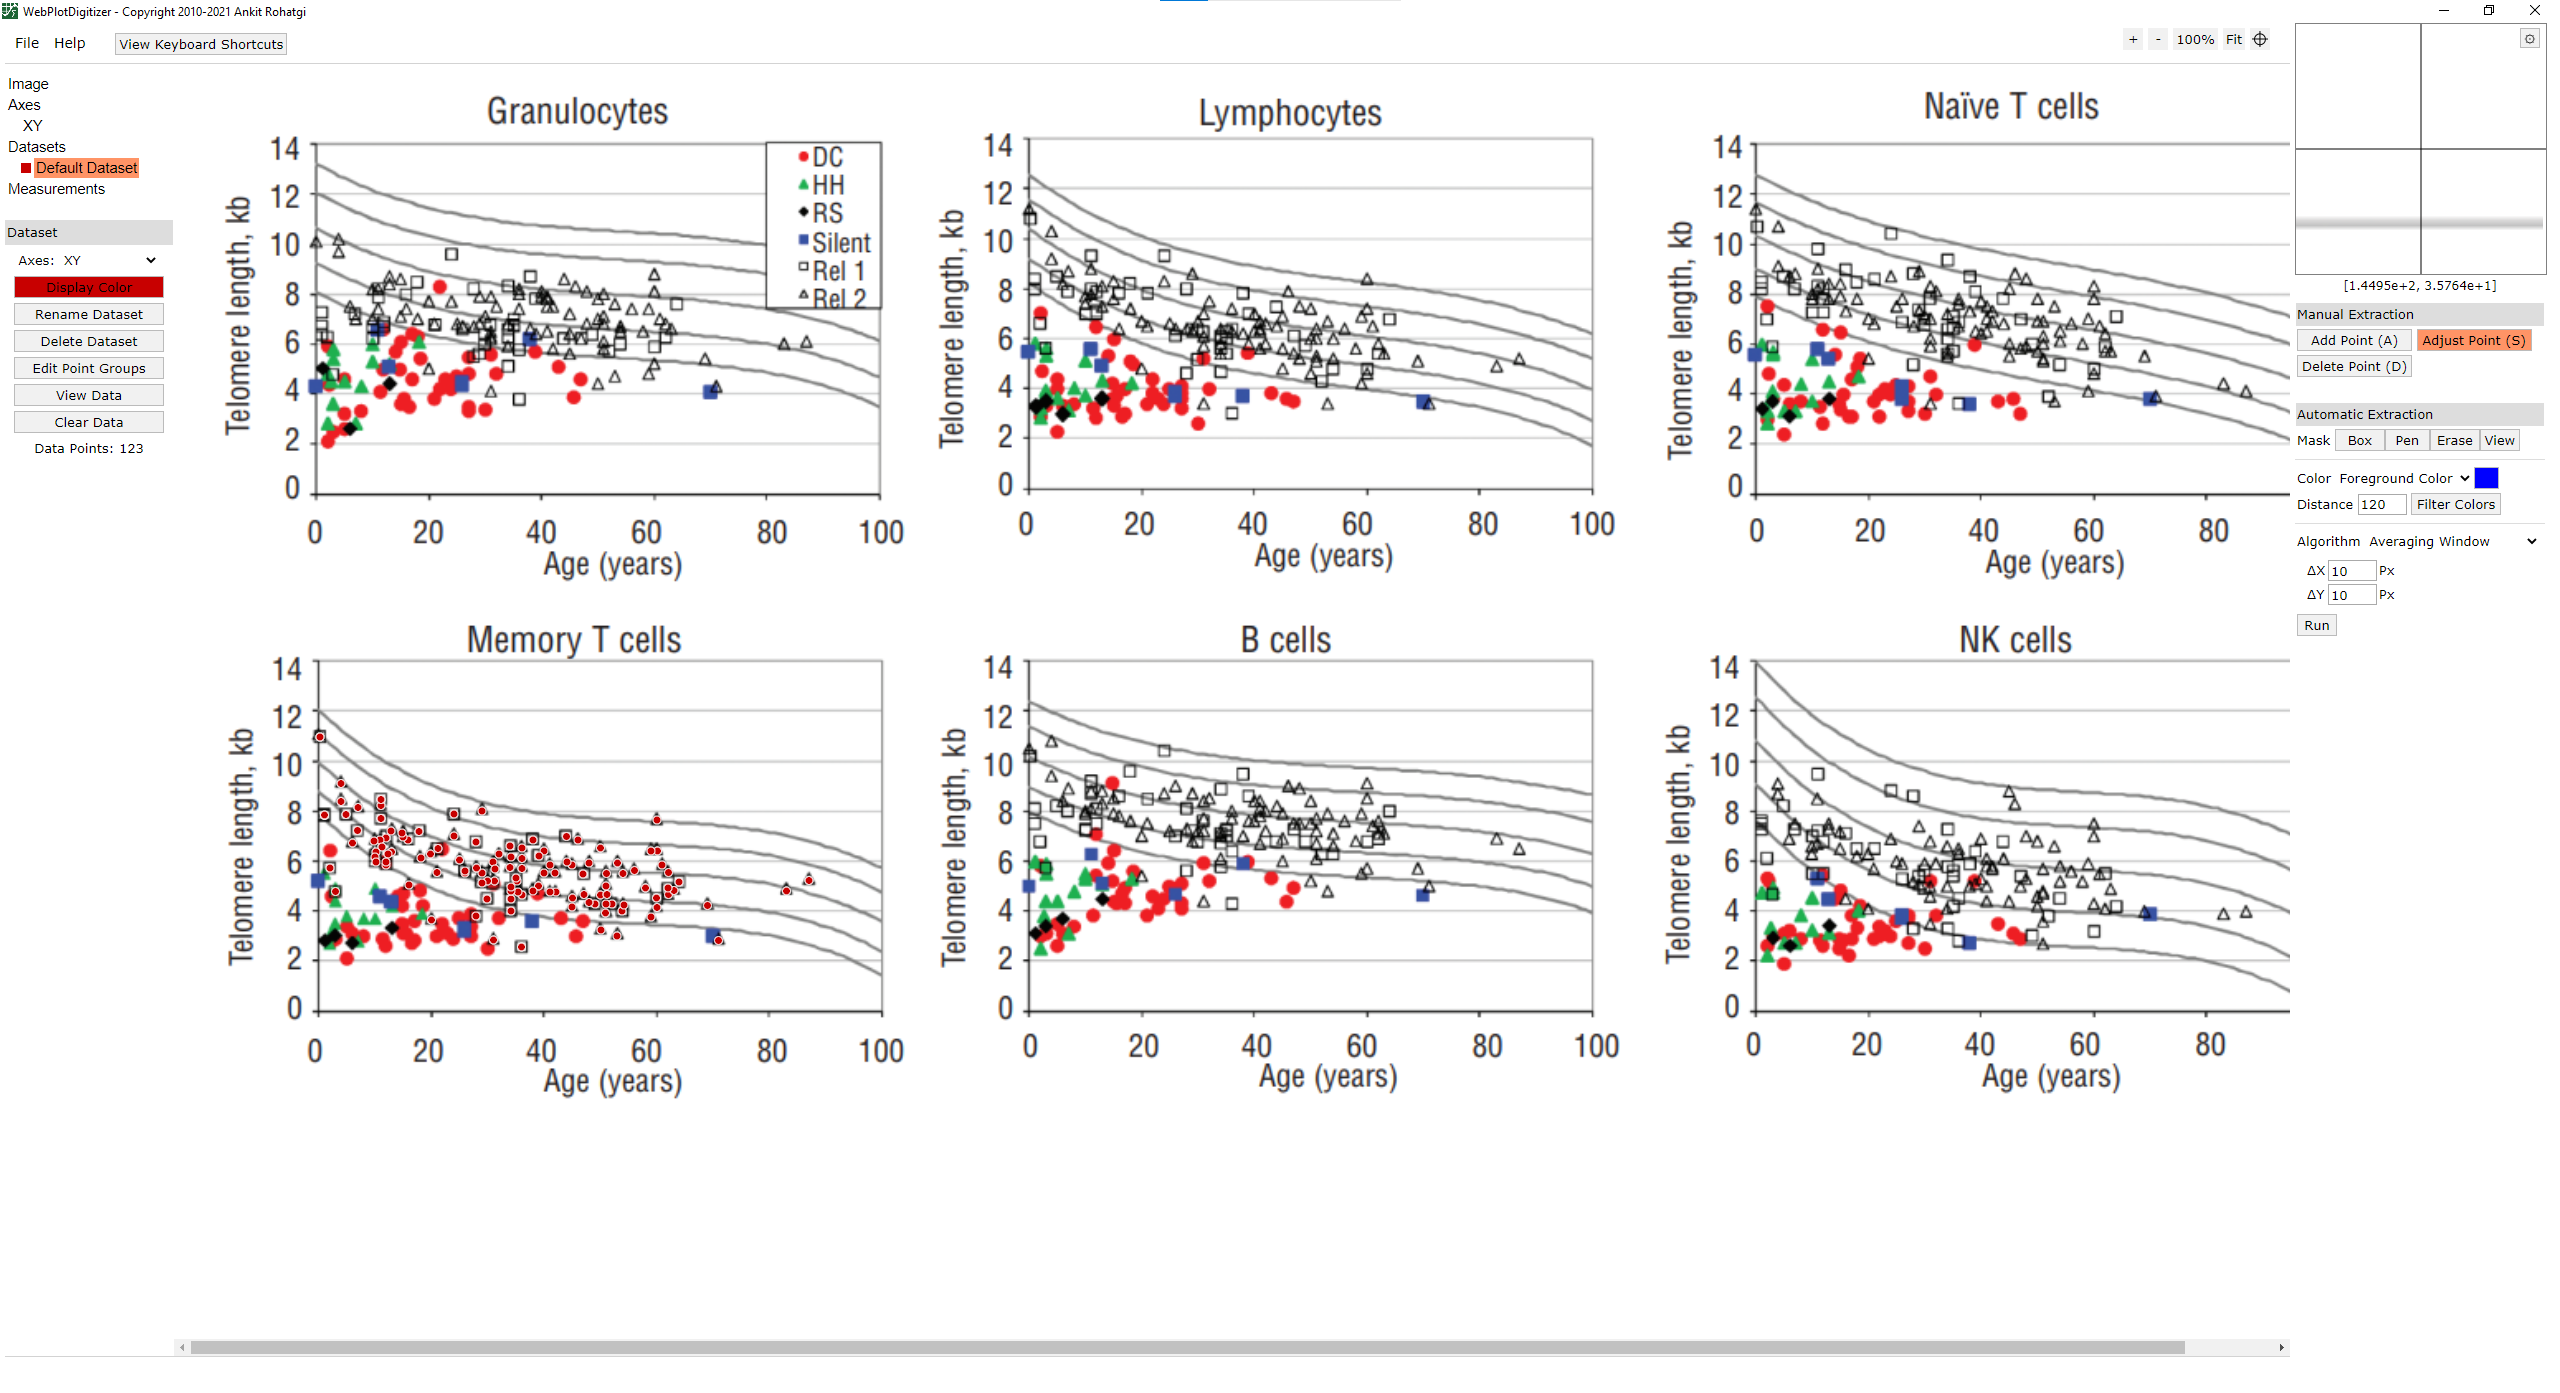 WebPlotDigitizer - Copyright 2010-2021 Ankit Rohatgi
File Help View Keyboard Shortcuts
+ - 100% Fit
Image
Axes
XY
Datasets
Default Dataset
Measurements
Dataset
Axes: XY
Display Color
Rename Dataset
Delete Dataset
Edit Point Groups
View Data
Clear Data
Data Points: 123
Granulocytes
Telomere length, kb
14
12
10
8
6
4
2
0
0 20 40 60 80 100
Age (years)
DC
HH
RS
Silent
Rel 1
Rel 2
Lymphocytes
Telomere length, kb
14
12
10
8
6
4
2
0
0 20 40 60 80 100
Age (years)
Naïve T cells
Telomere length, kb
14
12
10
8
6
4
2
0
0 20 40 60 80
Age (years)
Memory T cells
Telomere length, kb
14
12
10
8
6
4
2
0
0 20 40 60 80 100
Age (years)
B cells
Telomere length, kb
14
12
10
8
6
4
2
0
0 20 40 60 80 100
Age (years)
NK cells
Telomere length, kb
14
12
10
8
6
4
2
0
0 20 40 60 80
Age (years)
[1.4495e+2, 3.5764e+1]
Manual Extraction
Add Point (A) Adjust Point (S)
Delete Point (D)
Automatic Extraction
Mask Box Pen Erase View
Color Foreground Color
Distance 120 Filter Colors
Algorithm Averaging Window
ΔX 10 Px
ΔY 10 Px
Run